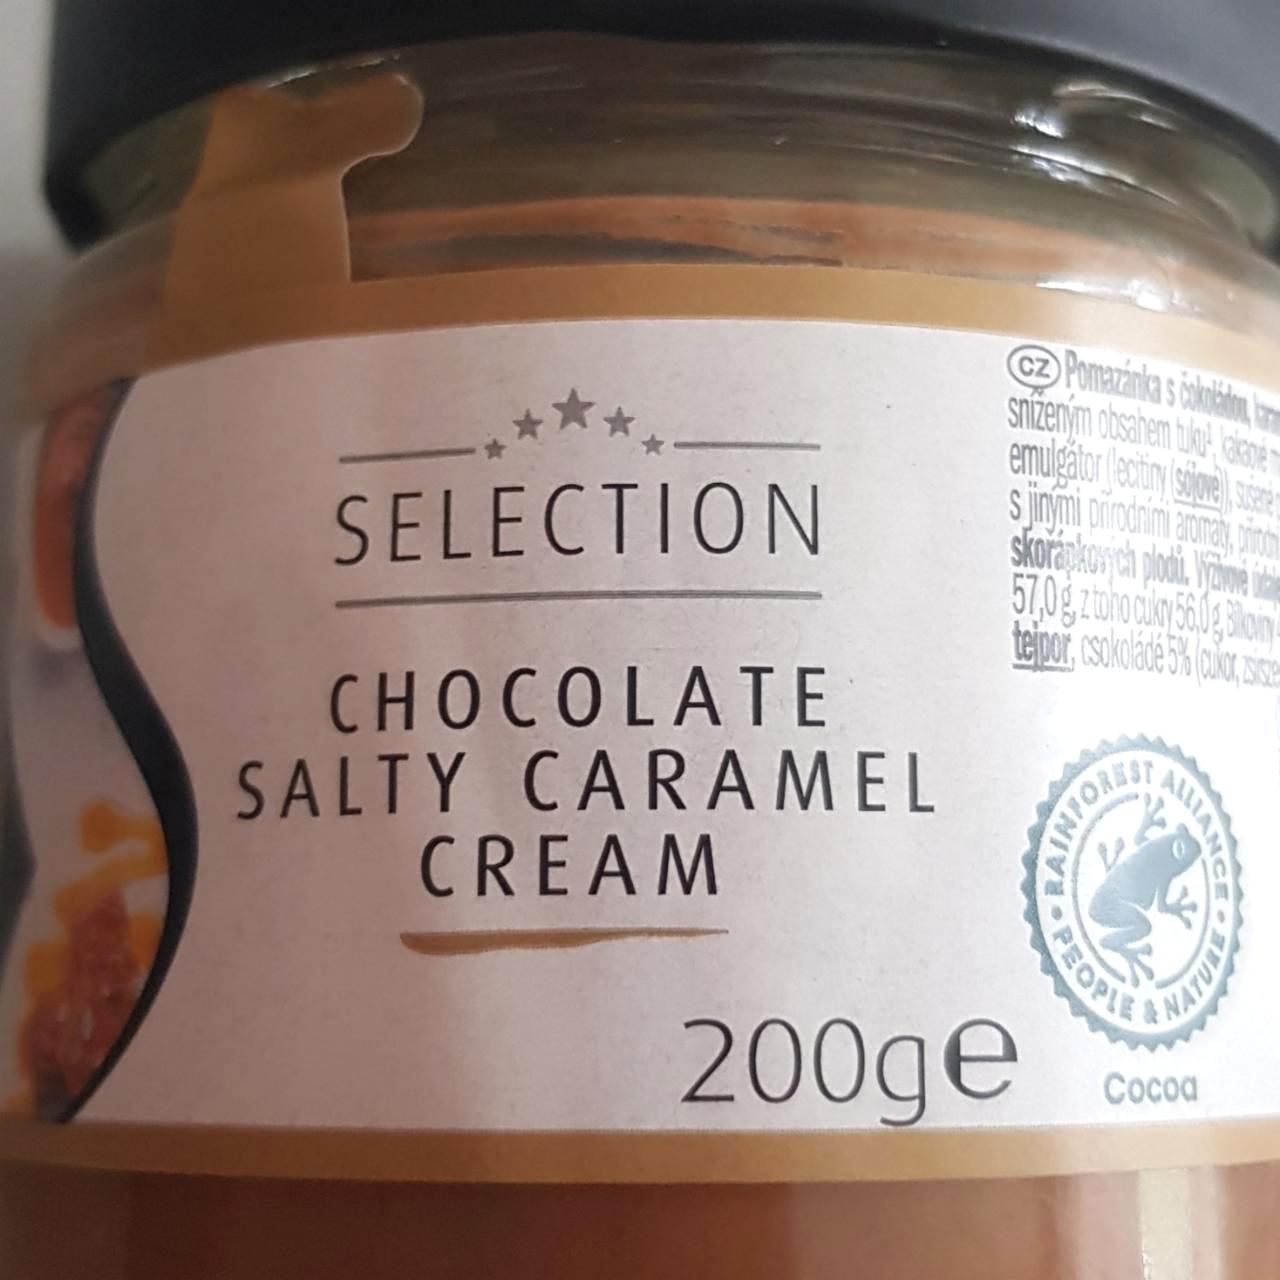 SELECTION
CHOCOLATE
SALTY CARAMEL
CREAM
200g e
CZ Pomazánka s čokoládou,
sníženým obsahem tuku¹, kakaové
emulgátor (lecitiny (sójové)), sušené
s jinými přírodními aromaty, přírodní
skořápkových plodů. Výživové
57,0 g, z toho cukry 56,0 g, Bílkoviny
tejpor, csokoládé 5% (cukor,
RAINFOREST ALLIANCE
PEOPLE & NATURE
Cocoa